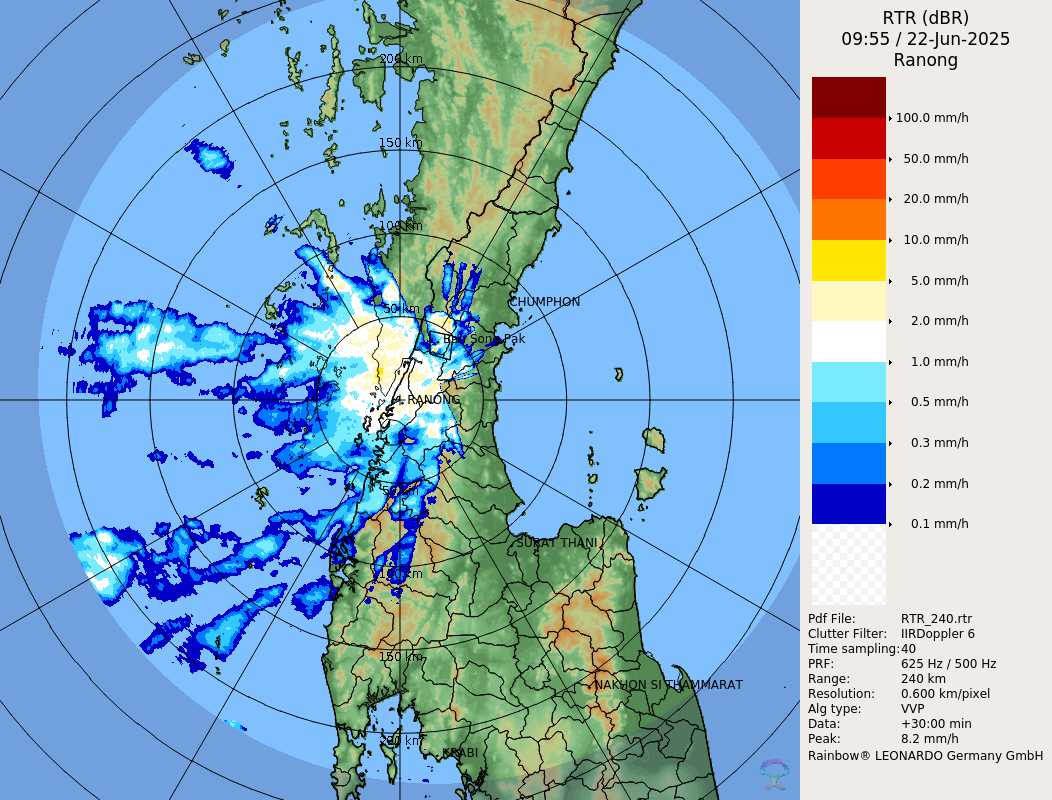 RTR (dBR)
09:55 / 22-Jun-2025
Ranong
100.0 mm/h
50.0 mm/h
20.0 mm/h
10.0 mm/h
5.0 mm/h
2.0 mm/h
1.0 mm/h
0.5 mm/h
0.3 mm/h
0.2 mm/h
0.1 mm/h
Pdf File: RTR_240.rtr
Clutter Filter: IIRDoppler 6
Time sampling:40
PRF: 625 Hz / 500 Hz
Range: 240 km
Resolution: 0.600 km/pixel
Alg type: VVP
Data: +30:00 min
Peak: 8.2 mm/h
Rainbow® LEONARDO Germany GmbH
200 km
150 km
100 km
CHUMPHON
50 km
Ban Song Pak
RANONG
50 km
SURAT THANI
100 km
150 km
NAKHON SI THAMMARAT
200 km
KRABI